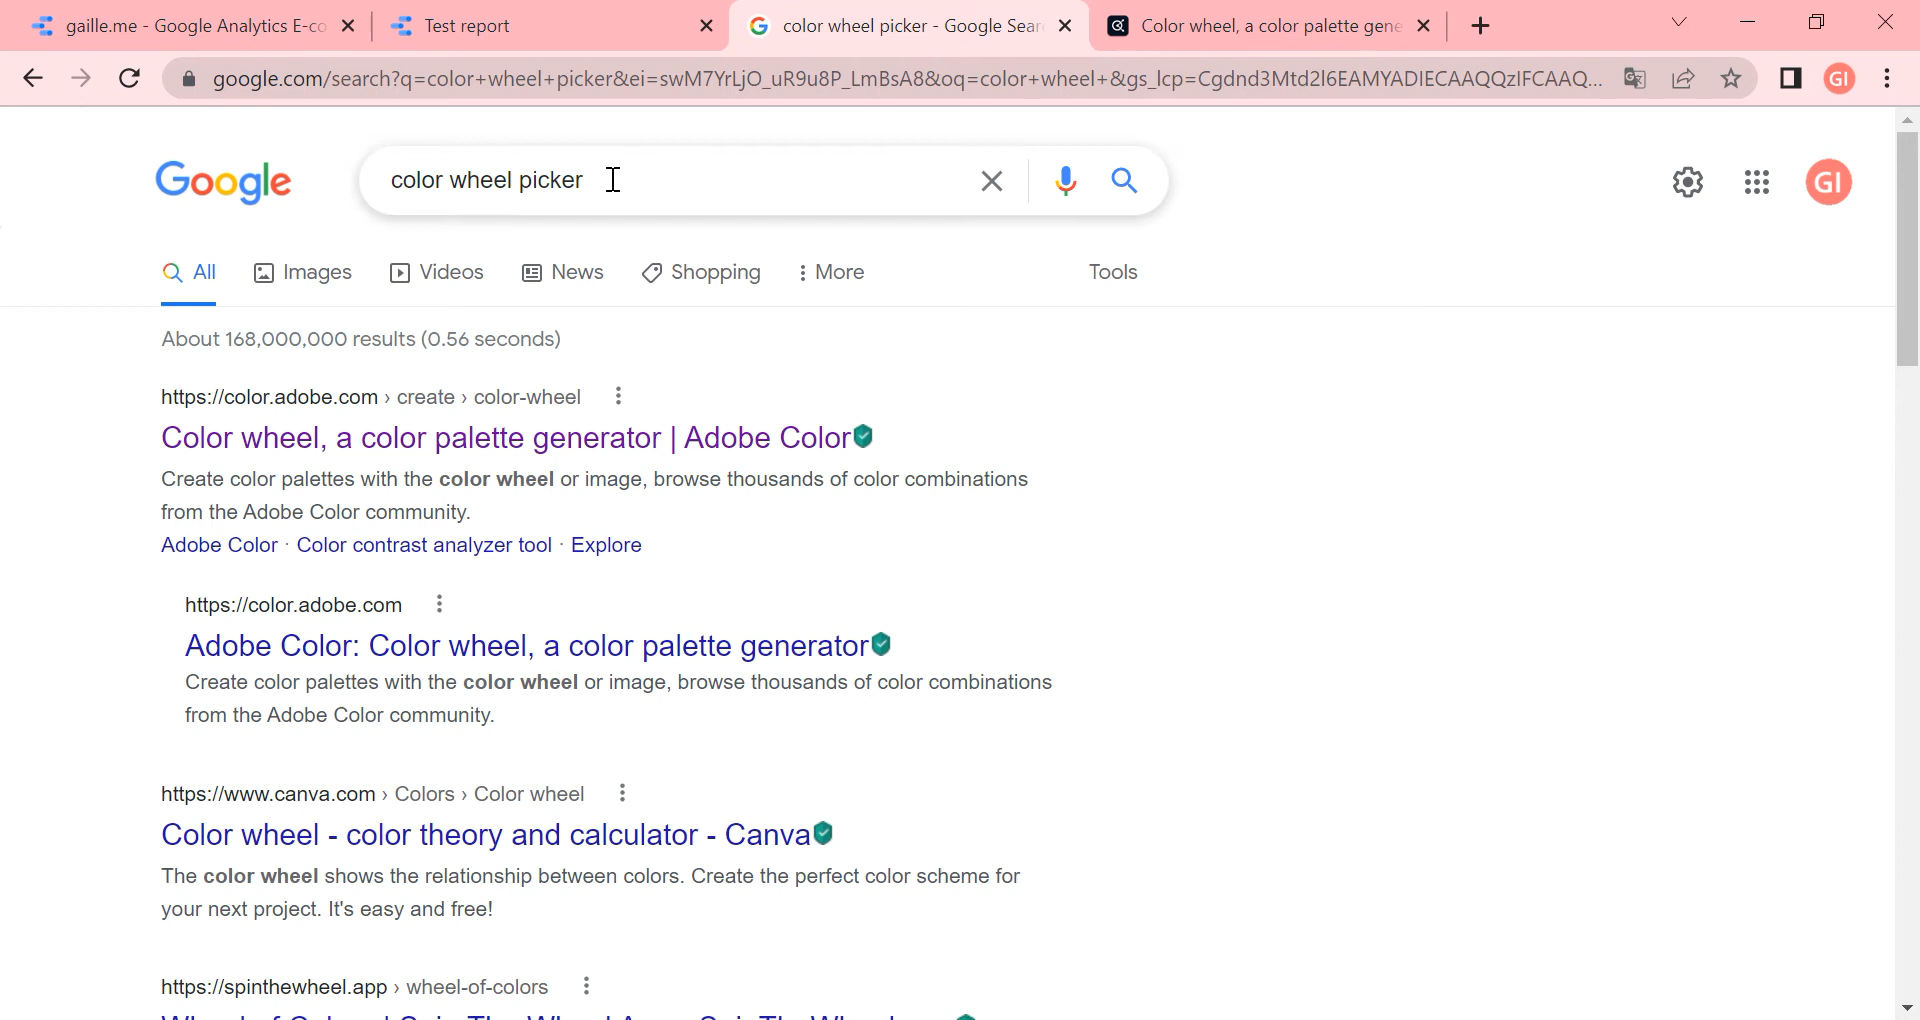 gaille.me - Google Analytics E-co
Test report
color wheel picker - Google Sear
Color wheel, a color palette gene
google.com/search?q=color+wheel+picker&ei=swM7YrLjO_uR9u8P_LmBsA8&oq=color+wheel+&gs_lcp=Cgdnd3Mtd2l6EAMYADIECAAQQzIFCAAQ...
GI
Google
color wheel picker
GI
All
Images
Videos
News
Shopping
More
Tools
About 168,000,000 results (0.56 seconds)
https://color.adobe.com › create › color-wheel
Color wheel, a color palette generator | Adobe Color
Create color palettes with the color wheel or image, browse thousands of color combinations
from the Adobe Color community.
Adobe Color · Color contrast analyzer tool · Explore
https://color.adobe.com
Adobe Color: Color wheel, a color palette generator
Create color palettes with the color wheel or image, browse thousands of color combinations
from the Adobe Color community.
https://www.canva.com › Colors › Color wheel
Color wheel - color theory and calculator - Canva
The color wheel shows the relationship between colors. Create the perfect color scheme for
your next project. It's easy and free!
https://spinthewheel.app › wheel-of-colors